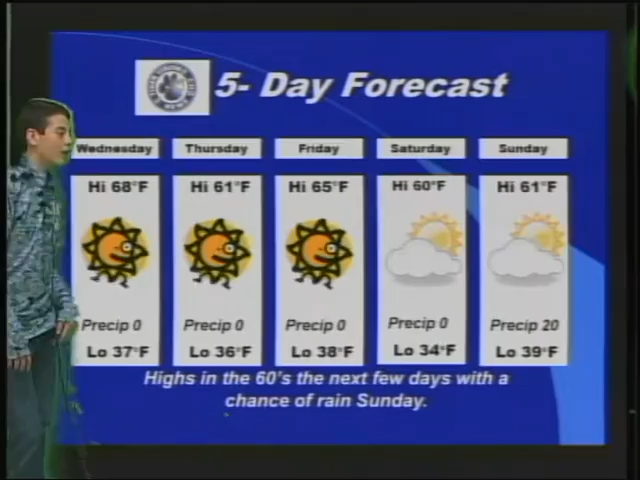 5- Day Forecast
Wednesday Thursday Friday Saturday Sunday
Hi 68°F Hi 61°F Hi 65°F Hi 60°F Hi 61°F
Precip 0 Precip 0 Precip 0 Precip 0 Precip 20
Lo 37°F Lo 36°F Lo 38°F Lo 34°F Lo 39°F
Highs in the 60's the next few days with a
chance of rain Sunday.